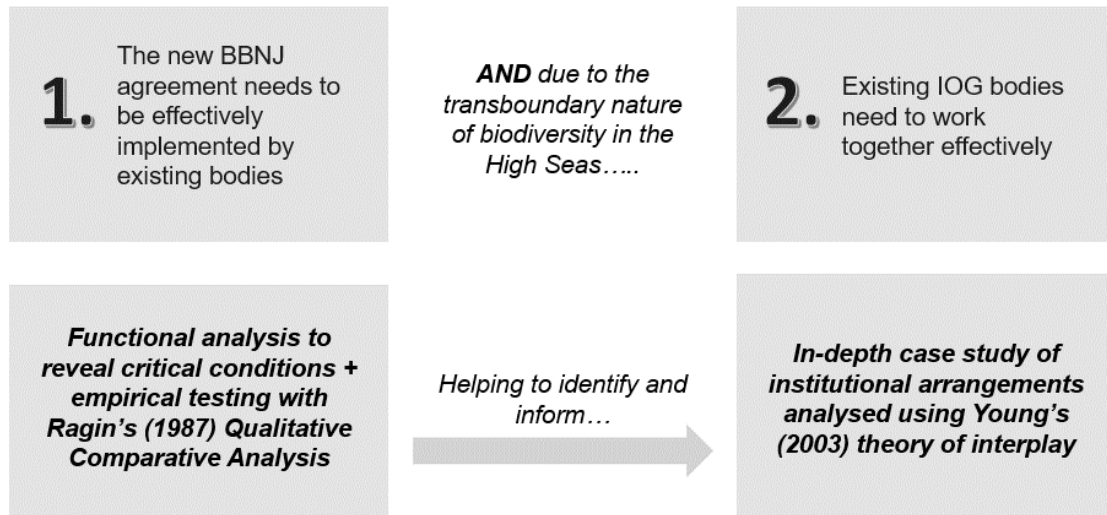 1.
The new BBNJ
agreement needs to
be effectively
implemented by
existing bodies
AND due to the
transboundary nature
of biodiversity in the
High Seas…..
2.
Existing IOG bodies
need to work
together effectively
Functional analysis to
reveal critical conditions +
empirical testing with
Ragin's (1987) Qualitative
Comparative Analysis
Helping to identify and
inform…
In-depth case study of
institutional arrangements
analysed using Young's
(2003) theory of interplay